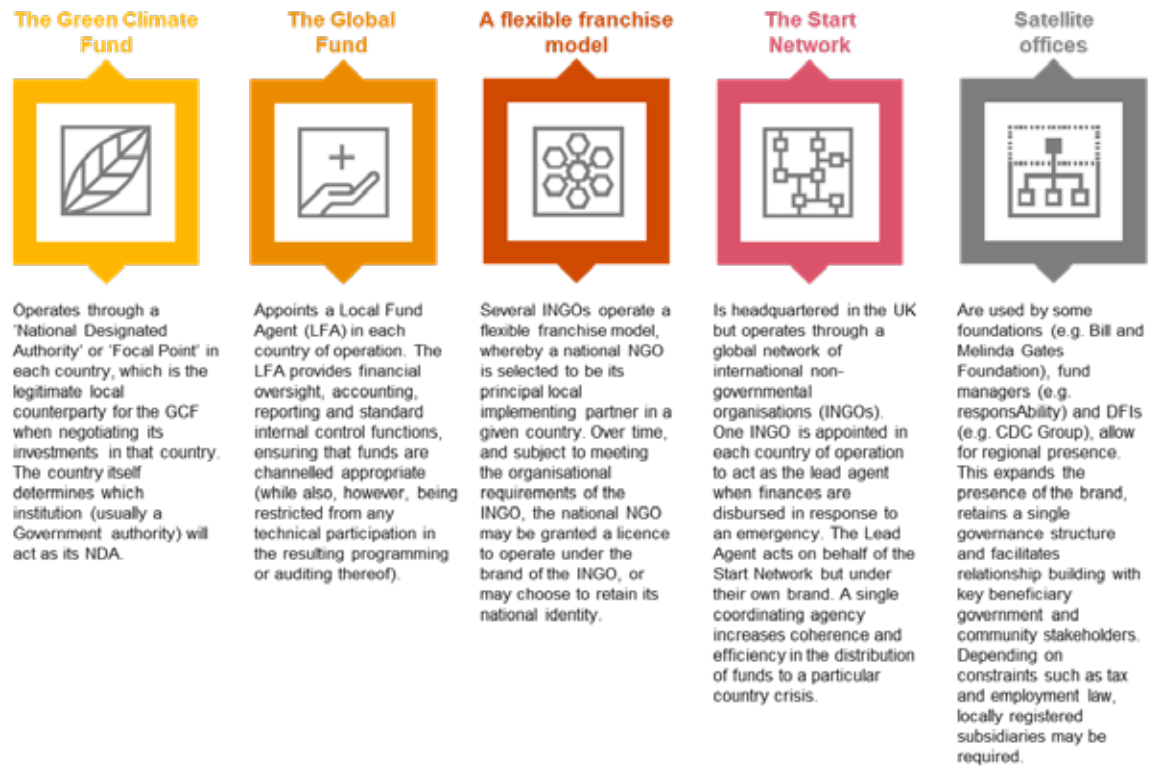 The Green Climate
Fund
Operates through a
'National Designated
Authority' or 'Focal Point' in
each country, which is the
legitimate local
counterparty for the GCF
when negotiating its
investments in that country.
The country itself
determines which
institution (usually a
Government authority) will
act as its NDA.
The Global
Fund
Appoints a Local Fund
Agent (LFA) in each
country of operation. The
LFA provides financial
oversight, accounting,
reporting and standard
internal control functions,
ensuring that funds are
channelled appropriate
(while also, however, being
restricted from any
technical participation in
the resulting programming
or auditing thereof).
A flexible franchise
model
Several INGOs operate a
flexible franchise model,
whereby a national NGO
is selected to be its
principal local
implementing partner in a
given country. Over time,
and subject to meeting
the organisational
requirements of the
INGO, the national NGO
may be granted a licence
to operate under the
brand of the INGO, or
may choose to retain its
national identity.
The Start
Network
Is headquartered in the UK
but operates through a
global network of
international non-
governmental
organisations (INGOs).
One INGO is appointed in
each country of operation
to act as the lead agent
when finances are
disbursed in response to
an emergency. The Lead
Agent acts on behalf of the
Start Network but under
their own brand. A single
coordinating agency
increases coherence and
efficiency in the distribution
of funds to a particular
country crisis.
Satellite
offices
Are used by some
foundations (e.g. Bill and
Melinda Gates
Foundation), fund
managers (e.g.
responsAbility) and DFIs
(e.g. CDC Group), allow
for regional presence.
This expands the
presence of the brand,
retains a single
governance structure
and facilitates
relationship building with
key beneficiary
government and
community stakeholders.
Depending on
constraints such as tax
and employment law,
locally registered
subsidiaries may be
required.